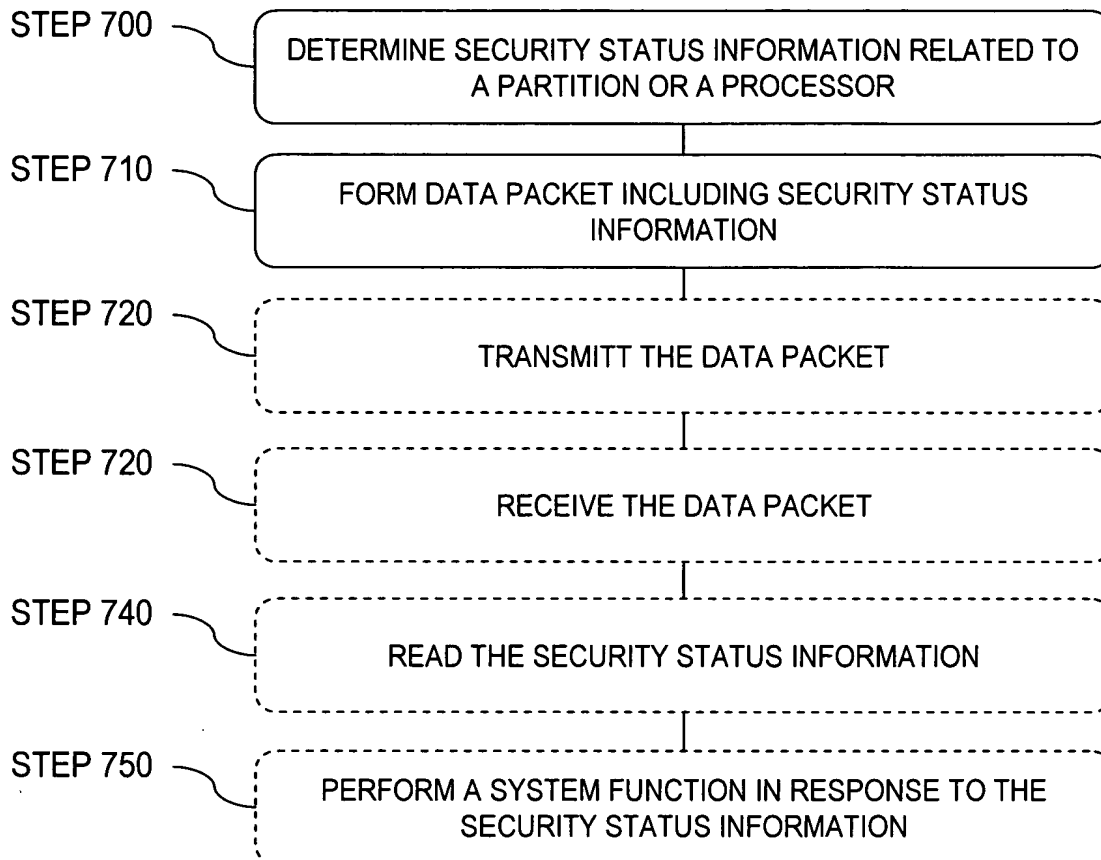 STEP 700
DETERMINE SECURITY STATUS INFORMATION RELATED TO
A PARTITION OR A PROCESSOR
STEP 710
FORM DATA PACKET INCLUDING SECURITY STATUS
INFORMATION
STEP 720
TRANSMITT THE DATA PACKET
STEP 720
RECEIVE THE DATA PACKET
STEP 740
READ THE SECURITY STATUS INFORMATION
STEP 750
PERFORM A SYSTEM FUNCTION IN RESPONSE TO THE
SECURITY STATUS INFORMATION